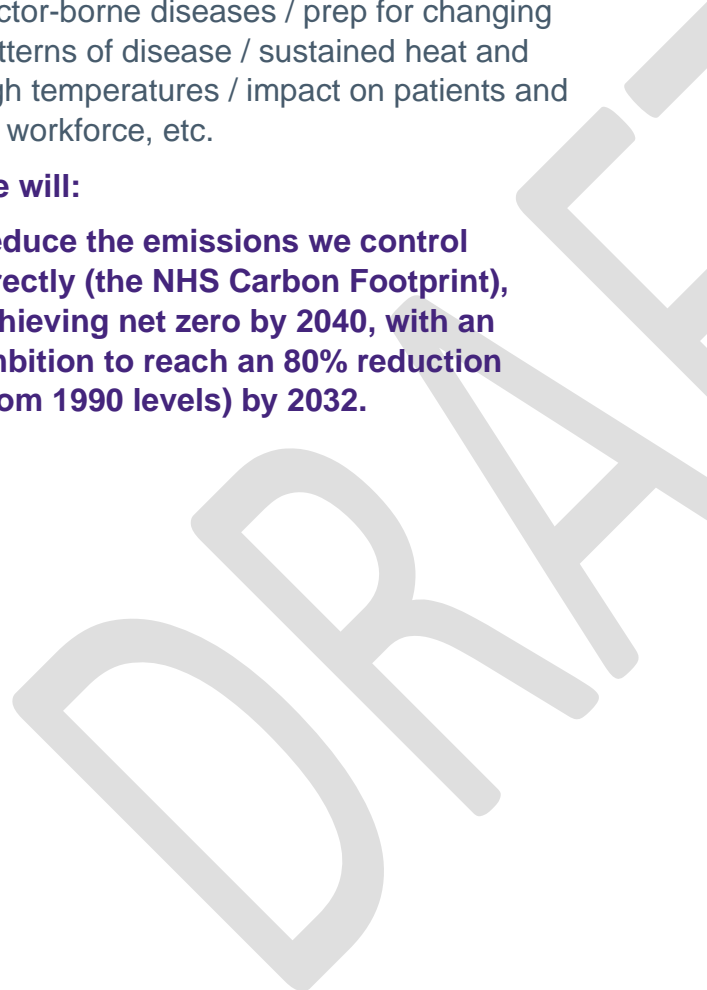 ctor-borne diseases / prep for changing
tterns of disease / sustained heat and
gh temperatures / impact on patients and
workforce, etc.
e will:
educe the emissions we control
rectly (the NHS Carbon Footprint),
hieving net zero by 2040, with an
bition to reach an 80% reduction
om 1990 levels) by 2032.
DRAFT